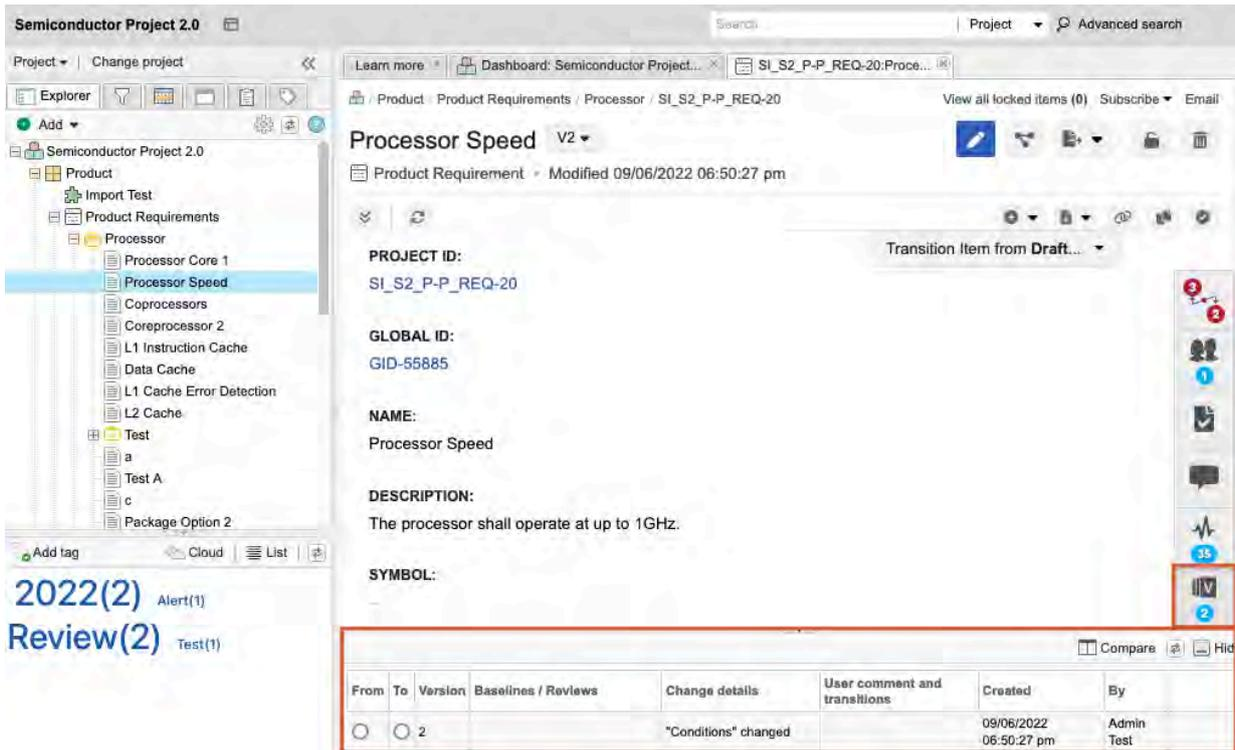 Semiconductor Project 2.0
Search
Project
Advanced search
Project
Change project
Explorer
Add
Semiconductor Project 2.0
Product
Import Test
Product Requirements
Processor
Processor Core 1
Processor Speed
Coprocessors
Coreprocessor 2
L1 Instruction Cache
Data Cache
L1 Cache Error Detection
L2 Cache
Test
a
Test A
c
Package Option 2
Add tag
Cloud
List
2022(2) Alert(1)
Review(2) Test(1)
Learn more
Dashboard: Semiconductor Project...
SI_S2_P-P_REQ-20:Proce...
/ Product / Product Requirements / Processor / SI_S2_P-P_REQ-20
View all locked items (0) Subscribe Email
Processor Speed V2
Product Requirement • Modified 09/06/2022 06:50:27 pm
Transition Item from Draft...
PROJECT ID:
SI_S2_P-P_REQ-20
GLOBAL ID:
GID-55885
NAME:
Processor Speed
DESCRIPTION:
The processor shall operate at up to 1GHz.
SYMBOL:
3
2
1
35
V
2
Compare
Hid
From To Version Baselines / Reviews Change details User comment and transitions Created By
2 "Conditions" changed 09/06/2022 06:50:27 pm Admin Test